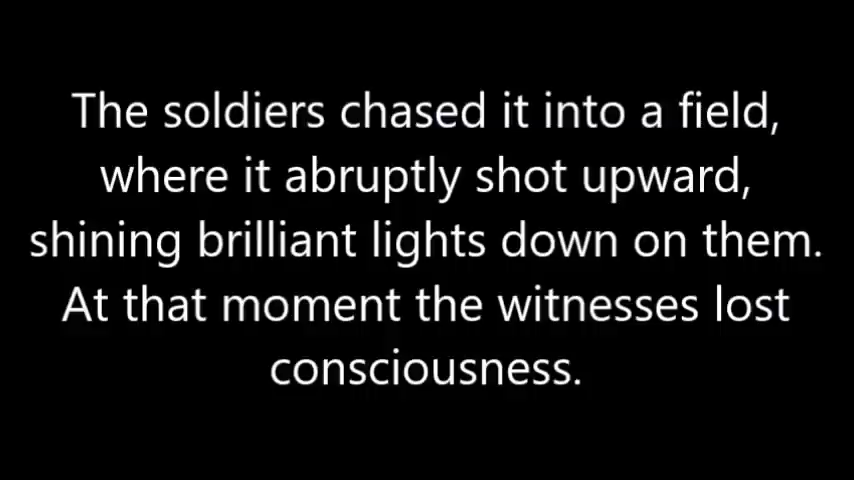 The soldiers chased it into a field,
where it abruptly shot upward,
shining brilliant lights down on them.
At that moment the witnesses lost
consciousness.